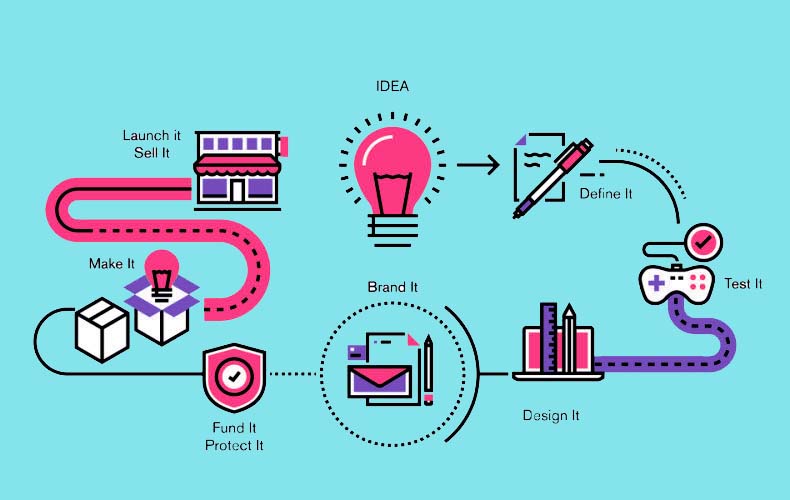 IDEA
Define It
Test It
Design It
Brand It
Fund It
Protect It
Make It
Launch it
Sell It